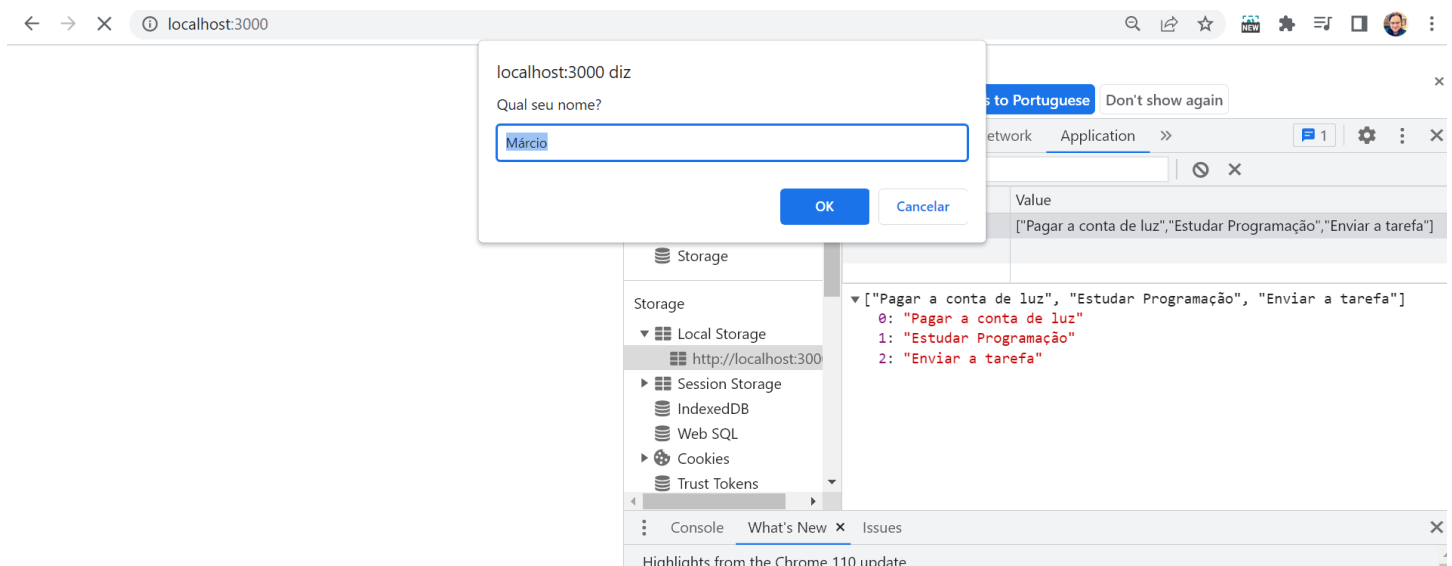 localhost:3000
NEW
localhost:3000 diz
Qual seu nome?
Márcio
OK Cancelar
s to Portuguese Don't show again
etwork Application » 1
Value
["Pagar a conta de luz","Estudar Programação","Enviar a tarefa"]
Storage
Storage
Local Storage
http://localhost:300
Session Storage
IndexedDB
Web SQL
Cookies
Trust Tokens
["Pagar a conta de luz", "Estudar Programação", "Enviar a tarefa"]
0: "Pagar a conta de luz"
1: "Estudar Programação"
2: "Enviar a tarefa"
Console What's New Issues
Highlights from the Chrome 110 update